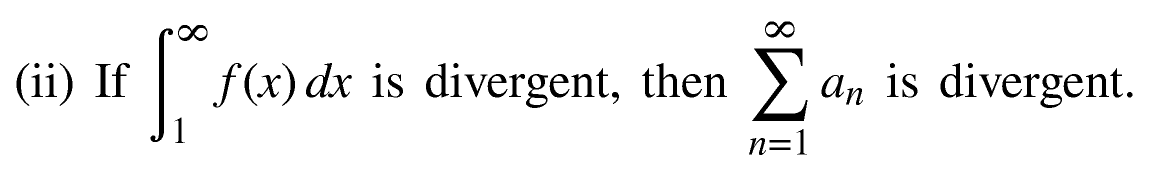 (ii) If ∫₁^∞ f(x) dx is divergent, then ∑_{n=1}^∞ aₙ is divergent.